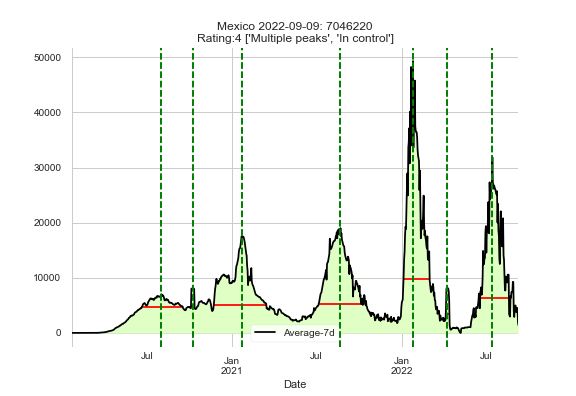 Mexico 2022-09-09: 7046220
Rating:4 ['Multiple peaks', 'In control']
50000
40000
30000
20000
10000
0
Average-7d
Jul
Jan
2021
Jul
Jan
2022
Jul
Date